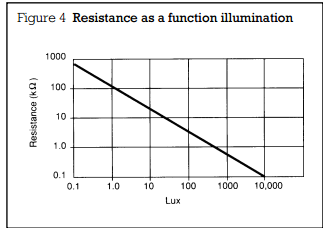 Figure 4 Resistance as a function illumination
1000
100
10
1.0
0.1
Resistance (kΩ)
0.1 1.0 10 100 1000 10,000
Lux